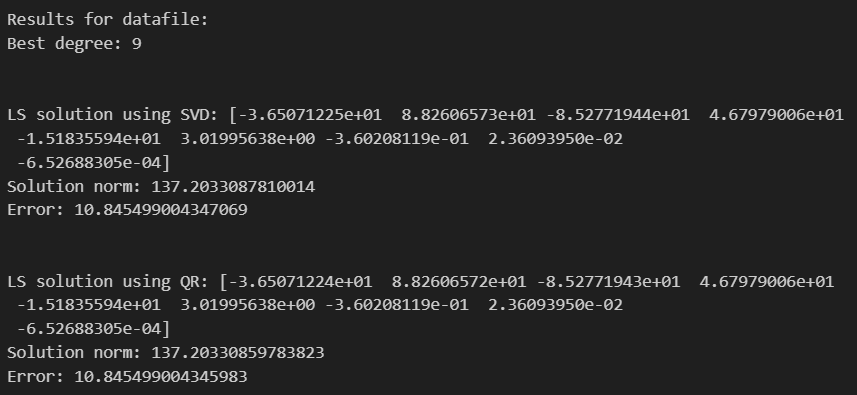 Results for datafile:
Best degree: 9
LS solution using SVD: [-3.65071225e+01  8.82606573e+01 -8.52771944e+01  4.67979006e+01
 -1.51835594e+01  3.01995638e+00 -3.60208119e-01  2.36093950e-02
 -6.52688305e-04]
Solution norm: 137.2033087810014
Error: 10.845499004347069
LS solution using QR: [-3.65071224e+01  8.82606572e+01 -8.52771943e+01  4.67979006e+01
 -1.51835594e+01  3.01995638e+00 -3.60208119e-01  2.36093950e-02
 -6.52688305e-04]
Solution norm: 137.20330859783823
Error: 10.845499004345983